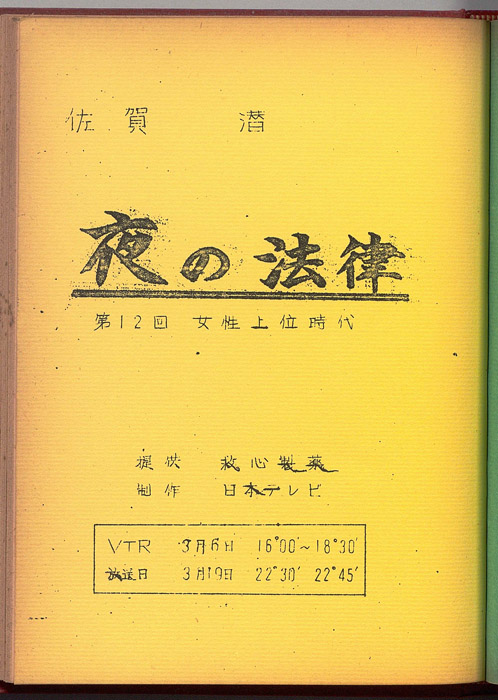 佐賀 潜
夜の法律
第12回 女性上位時代
提供 救心製薬
制作 日本テレビ
VTR 3月6日 16°00′~18°30′
放送日 3月19日 22°30′ 22°45′